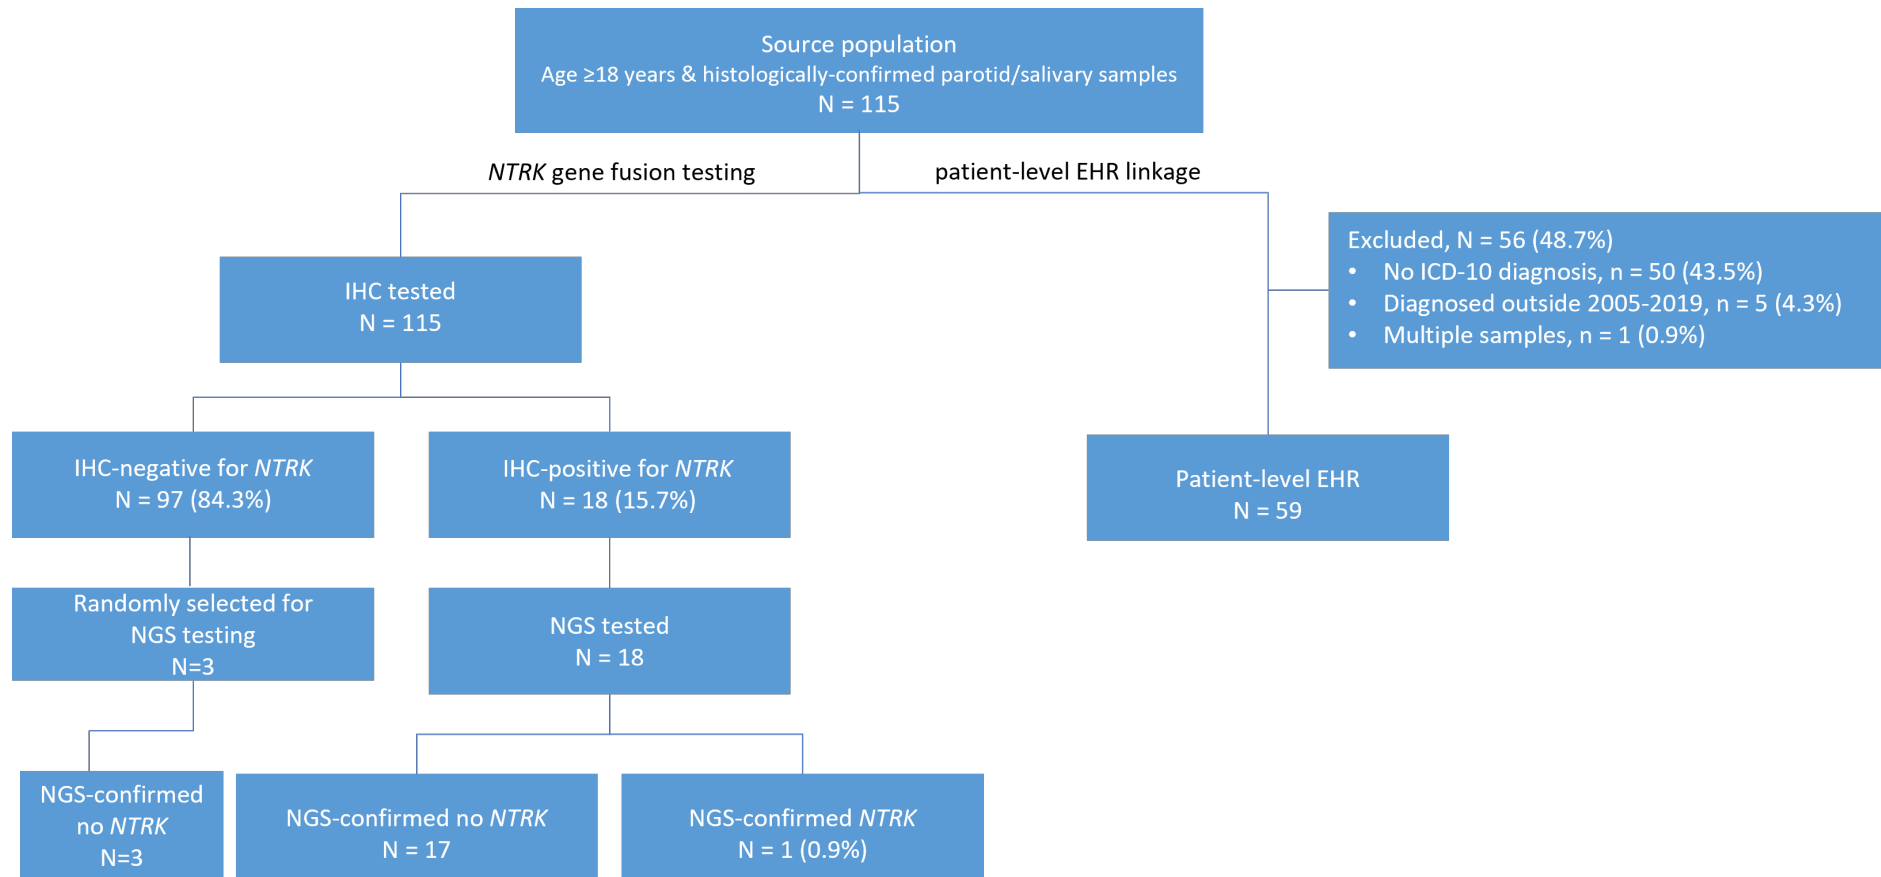 Source population
Age ≥18 years & histologically-confirmed parotid/salivary samples
N = 115
NTRK gene fusion testing
patient-level EHR linkage
Excluded, N = 56 (48.7%)
• No ICD-10 diagnosis, n = 50 (43.5%)
• Diagnosed outside 2005-2019, n = 5 (4.3%)
• Multiple samples, n = 1 (0.9%)
IHC tested
N = 115
IHC-negative for NTRK
N = 97 (84.3%)
IHC-positive for NTRK
N = 18 (15.7%)
Patient-level EHR
N = 59
Randomly selected for
NGS testing
N=3
NGS tested
N = 18
NGS-confirmed
no NTRK
N=3
NGS-confirmed no NTRK
N = 17
NGS-confirmed NTRK
N = 1 (0.9%)